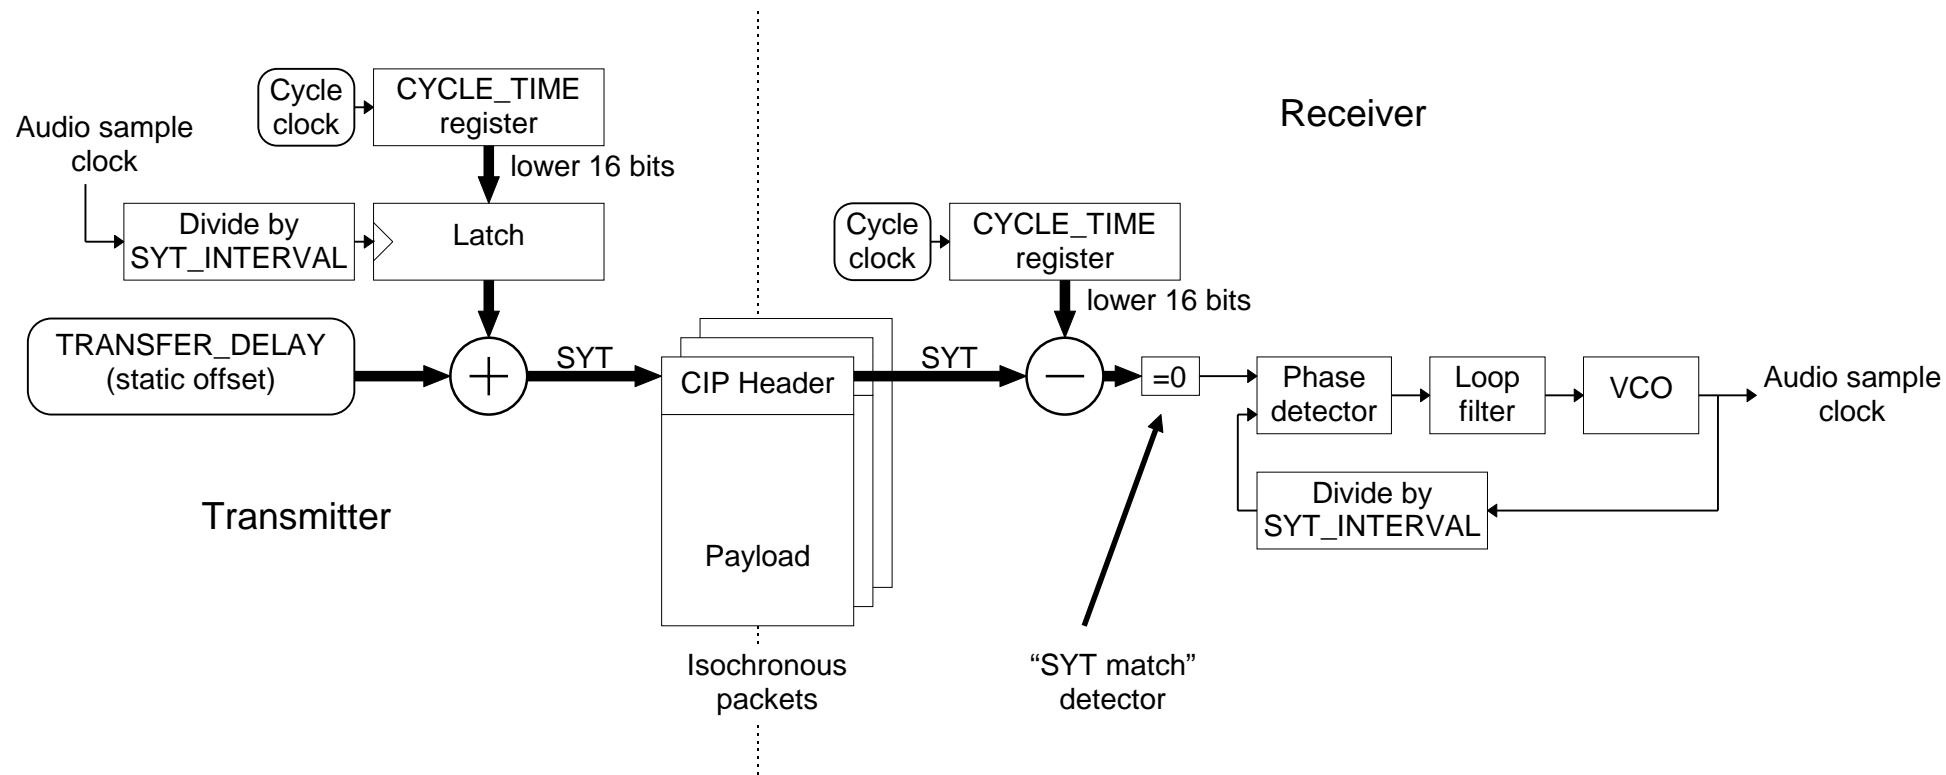 Cycle
clock
CYCLE_TIME
register
Receiver
Audio sample
clock
lower 16 bits
Divide by
SYT_INTERVAL
Latch
Cycle
clock
CYCLE_TIME
register
lower 16 bits
TRANSFER_DELAY
(static offset)
SYT
CIP Header
SYT
=0
Phase
detector
Loop
filter
VCO
Audio sample
clock
Divide by
SYT_INTERVAL
Transmitter
Payload
Isochronous
packets
“SYT match”
detector